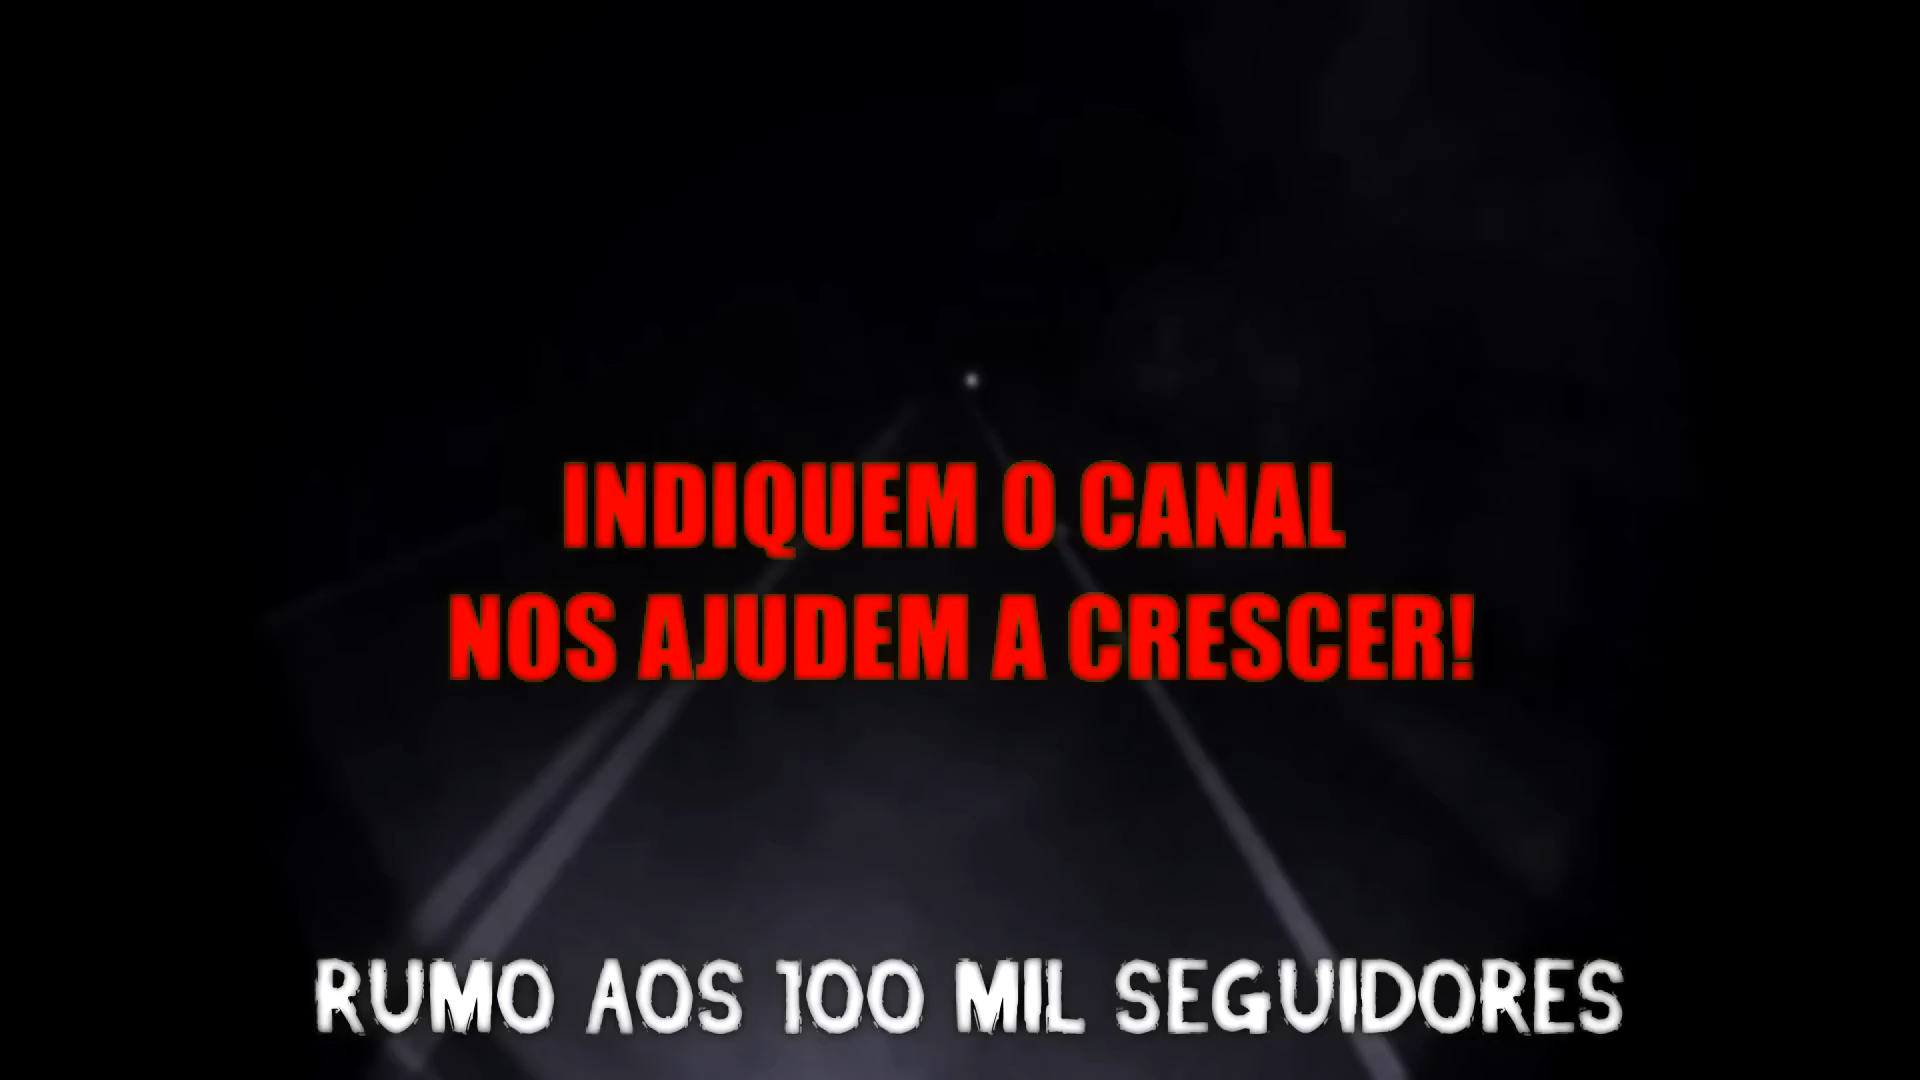 INDIQUEM O CANAL
NOS AJUDEM A CRESCER!
RUMO AOS 100 MIL SEGUIDORES